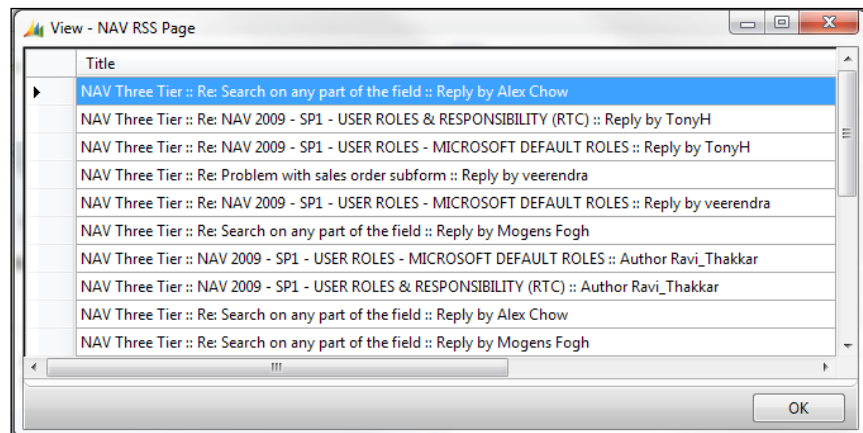 View - NAV RSS Page
Title
NAV Three Tier :: Re: Search on any part of the field :: Reply by Alex Chow
NAV Three Tier :: Re: NAV 2009 - SP1 - USER ROLES & RESPONSIBILITY (RTC) :: Reply by TonyH
NAV Three Tier :: Re: NAV 2009 - SP1 - USER ROLES - MICROSOFT DEFAULT ROLES :: Reply by TonyH
NAV Three Tier :: Re: Problem with sales order subform :: Reply by veerendra
NAV Three Tier :: Re: NAV 2009 - SP1 - USER ROLES - MICROSOFT DEFAULT ROLES :: Reply by veerendra
NAV Three Tier :: Re: Search on any part of the field :: Reply by Mogens Fogh
NAV Three Tier :: NAV 2009 - SP1 - USER ROLES - MICROSOFT DEFAULT ROLES :: Author Ravi_Thakkar
NAV Three Tier :: NAV 2009 - SP1 - USER ROLES & RESPONSIBILITY (RTC) :: Author Ravi_Thakkar
NAV Three Tier :: Re: Search on any part of the field :: Reply by Alex Chow
NAV Three Tier :: Re: Search on any part of the field :: Reply by Mogens Fogh
OK